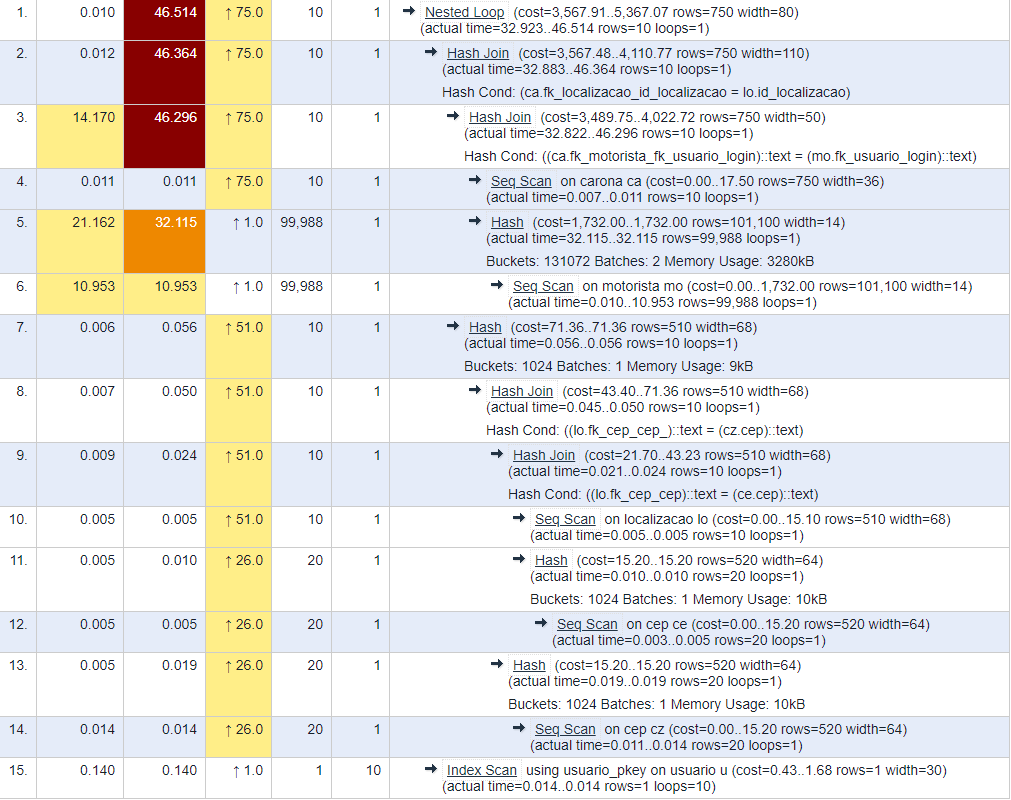 1. 0.010 46.514 ↑ 75.0 10 1 → Nested Loop (cost=3,567.91..5,367.07 rows=750 width=80)
(actual time=32.923..46.514 rows=10 loops=1)
2. 0.012 46.364 ↑ 75.0 10 1 → Hash Join (cost=3,567.48..4,110.77 rows=750 width=110)
(actual time=32.883..46.364 rows=10 loops=1)
Hash Cond: (ca.fk_localizacao_id_localizacao = lo.id_localizacao)
3. 14.170 46.296 ↑ 75.0 10 1 → Hash Join (cost=3,489.75..4,022.72 rows=750 width=50)
(actual time=32.822..46.296 rows=10 loops=1)
Hash Cond: ((ca.fk_motorista_fk_usuario_login)::text = (mo.fk_usuario_login)::text)
4. 0.011 0.011 ↑ 75.0 10 1 → Seq Scan on carona ca (cost=0.00..17.50 rows=750 width=36)
(actual time=0.007..0.011 rows=10 loops=1)
5. 21.162 32.115 ↑ 1.0 99,988 1 → Hash (cost=1,732.00..1,732.00 rows=101,100 width=14)
(actual time=32.115..32.115 rows=99,988 loops=1)
Buckets: 131072 Batches: 2 Memory Usage: 3280kB
6. 10.953 10.953 ↑ 1.0 99,988 1 → Seq Scan on motorista mo (cost=0.00..1,732.00 rows=101,100 width=14)
(actual time=0.010..10.953 rows=99,988 loops=1)
7. 0.006 0.056 ↑ 51.0 10 1 → Hash (cost=71.36..71.36 rows=510 width=68)
(actual time=0.056..0.056 rows=10 loops=1)
Buckets: 1024 Batches: 1 Memory Usage: 9kB
8. 0.007 0.050 ↑ 51.0 10 1 → Hash Join (cost=43.40..71.36 rows=510 width=68)
(actual time=0.045..0.050 rows=10 loops=1)
Hash Cond: ((lo.fk_cep_cep_)::text = (cz.cep)::text)
9. 0.009 0.024 ↑ 51.0 10 1 → Hash Join (cost=21.70..43.23 rows=510 width=68)
(actual time=0.021..0.024 rows=10 loops=1)
Hash Cond: ((lo.fk_cep_cep)::text = (ce.cep)::text)
10. 0.005 0.005 ↑ 51.0 10 1 → Seq Scan on localizacao lo (cost=0.00..15.10 rows=510 width=68)
(actual time=0.005..0.005 rows=10 loops=1)
11. 0.005 0.010 ↑ 26.0 20 1 → Hash (cost=15.20..15.20 rows=520 width=64)
(actual time=0.010..0.010 rows=20 loops=1)
Buckets: 1024 Batches: 1 Memory Usage: 10kB
12. 0.005 0.005 ↑ 26.0 20 1 → Seq Scan on cep ce (cost=0.00..15.20 rows=520 width=64)
(actual time=0.003..0.005 rows=20 loops=1)
13. 0.005 0.019 ↑ 26.0 20 1 → Hash (cost=15.20..15.20 rows=520 width=64)
(actual time=0.019..0.019 rows=20 loops=1)
Buckets: 1024 Batches: 1 Memory Usage: 10kB
14. 0.014 0.014 ↑ 26.0 20 1 → Seq Scan on cep cz (cost=0.00..15.20 rows=520 width=64)
(actual time=0.011..0.014 rows=20 loops=1)
15. 0.140 0.140 ↑ 1.0 1 10 → Index Scan using usuario_pkey on usuario u (cost=0.43..1.68 rows=1 width=30)
(actual time=0.014..0.014 rows=1 loops=10)